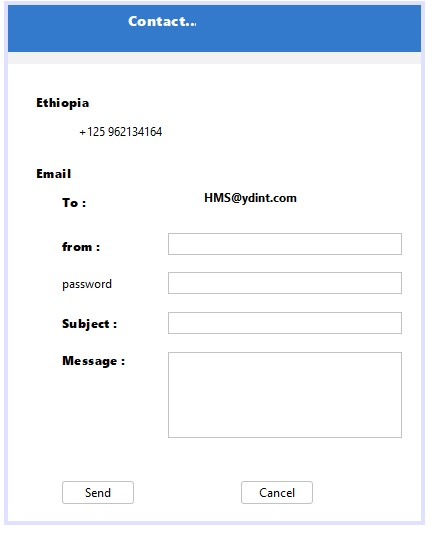 Contact...
Ethiopia
+125 962134164
Email
To : HMS@ydint.com
from :
password
Subject :
Message :
Send Cancel